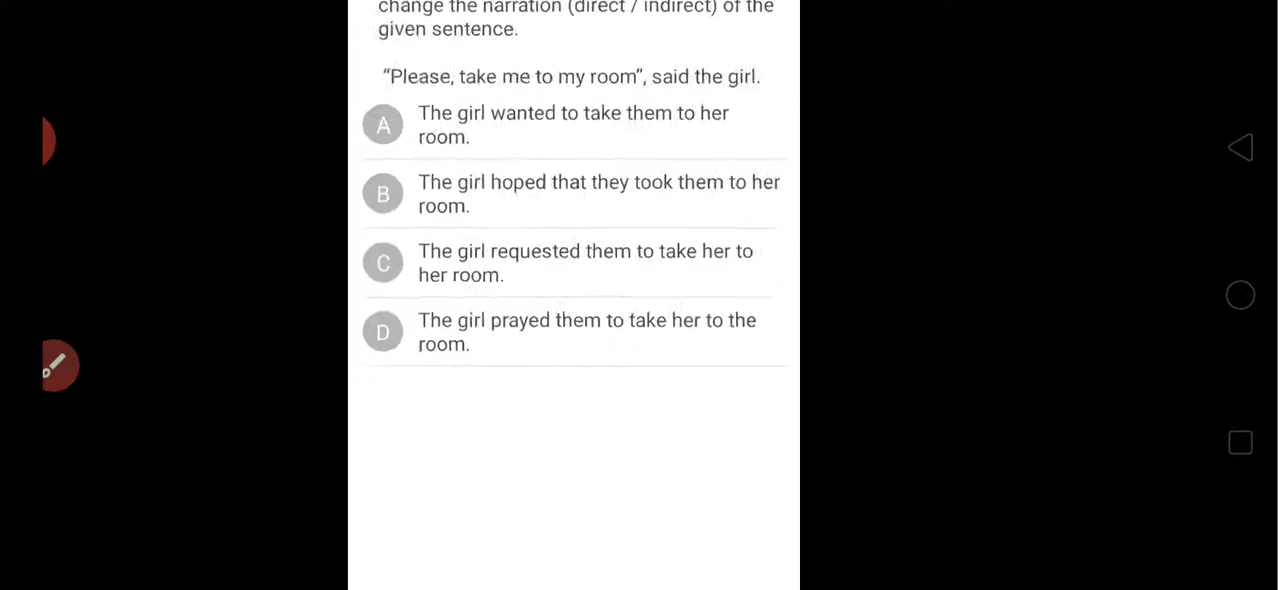 change the narration (direct / indirect) of the
given sentence.
“Please, take me to my room”, said the girl.
A
The girl wanted to take them to her
room.
B
The girl hoped that they took them to her
room.
C
The girl requested them to take her to
her room.
D
The girl prayed them to take her to the
room.